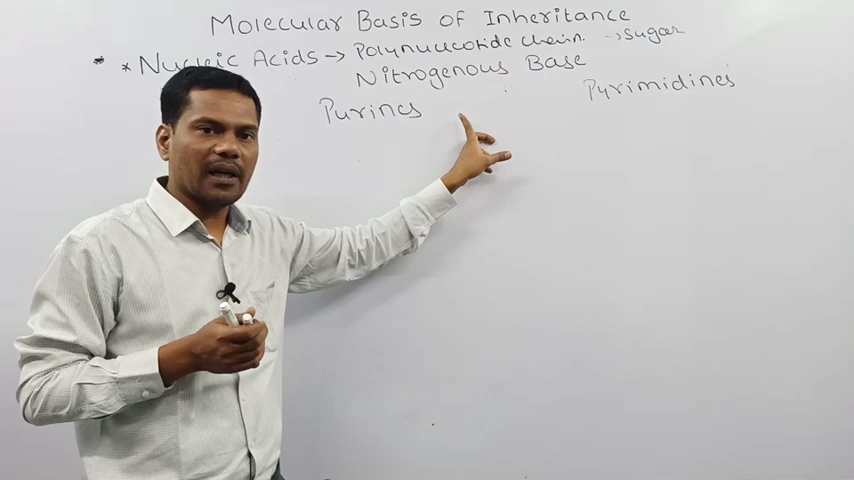 Molecular Basis of Inheritance
* Nucleic Acids → Polynucleotide chain. → Sugar
Nitrogenous Base
Purines
Pyrimidines